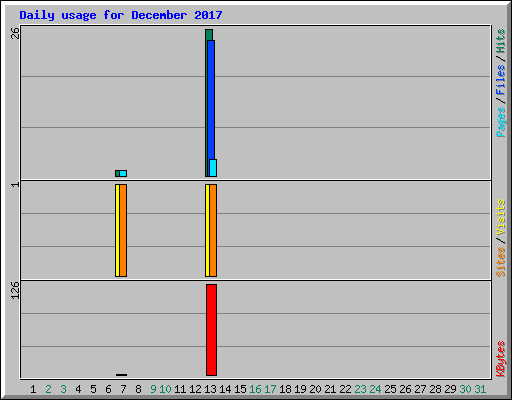 Daily usage for December 2017
26
Pages / Files / Hits
1
Sites / Visits
126
KBytes
1 2 3 4 5 6 7 8 9 10 11 12 13 14 15 16 17 18 19 20 21 22 23 24 25 26 27 28 29 30 31